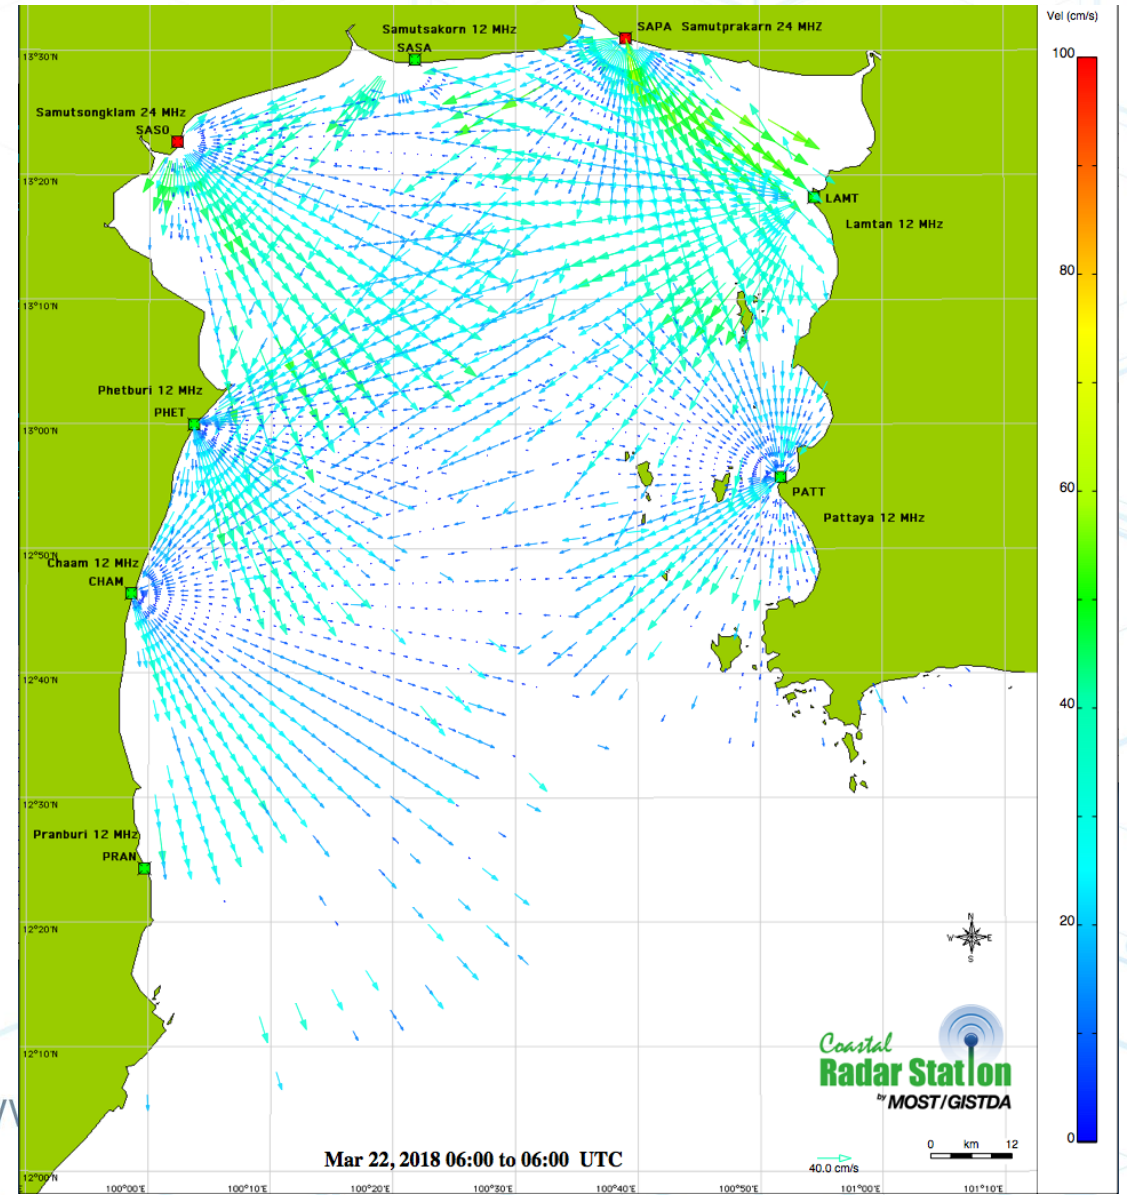 Vel (cm/s)
Samutsakorn 12 MHz
SASA
SAPA Samutprakarn 24 MHZ
100
13°30'N
Samutsongklam 24 MHz
SASO
13°20'N
LAMT
Lamtan 12 MHz
80
13°10'N
Phetburi 12 MHz
PHET
13°00'N
60
PATT
Pattaya 12 MHz
12°50'N
Chaam 12 MHz
CHAM
12°40'N
40
12°30'N
Pranburi 12 MHz
PRAN
20
12°20'N
N
W E
S
12°10'N
Coastal
Radar Station
by MOST/GISTDA
0
0 km 12
Mar 22, 2018 06:00 to 06:00 UTC
40.0 cm/s
12°00'N
100°00'E 100°10'E 100°20'E 100°30'E 100°40'E 100°50'E 101°00'E 101°10'E